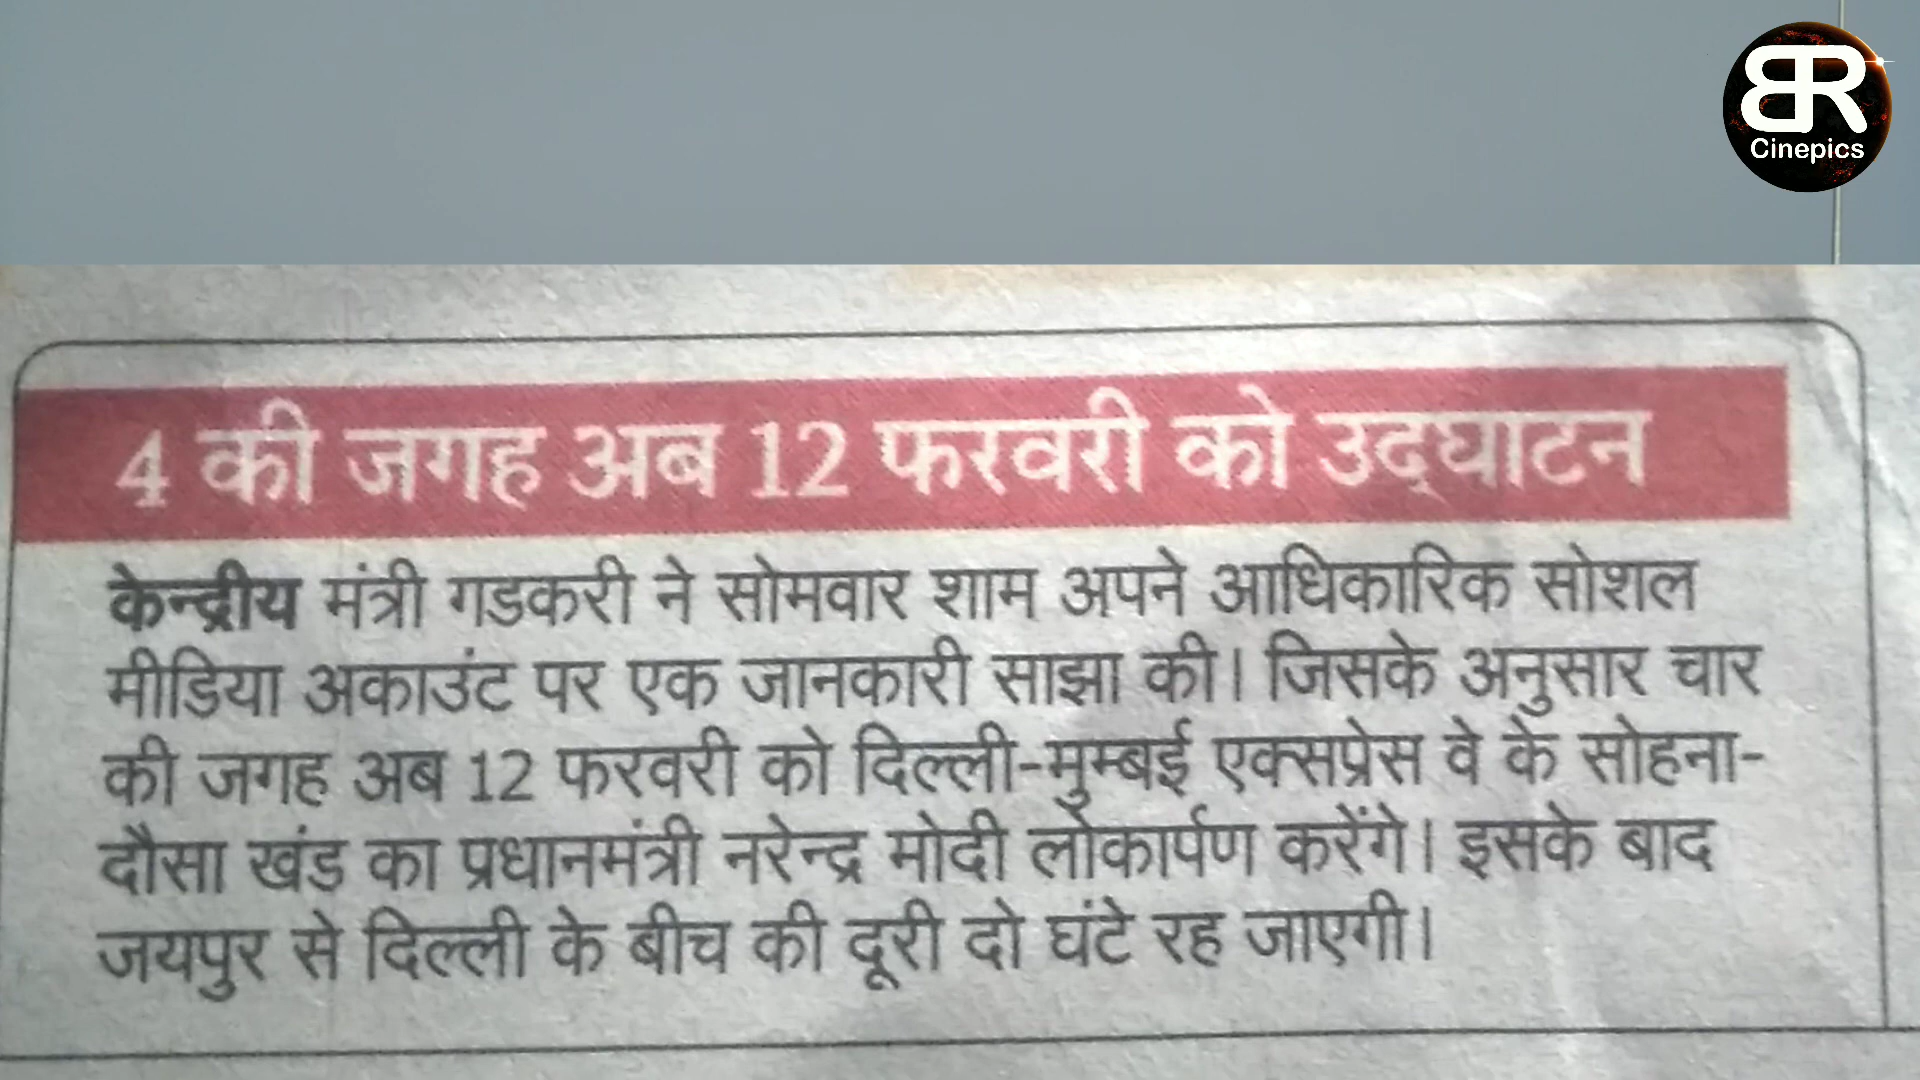 BR
Cinepics
4 की जगह अब 12 फरवरी को उद्घाटन
केन्द्रीय मंत्री गडकरी ने सोमवार शाम अपने आधिकारिक सोशल
मीडिया अकाउंट पर एक जानकारी साझा की। जिसके अनुसार चार
की जगह अब 12 फरवरी को दिल्ली-मुम्बई एक्सप्रेस वे के सोहना-
दौसा खंड का प्रधानमंत्री नरेन्द्र मोदी लोकार्पण करेंगे। इसके बाद
जयपुर से दिल्ली के बीच की दूरी दो घंटे रह जाएगी।